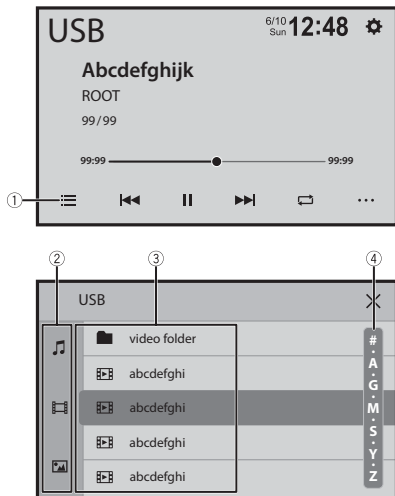 USB
6/10
Sun
12:48
Abcdefghijk
ROOT
99/99
99:99
99:99
①
②
③
④
USB
video folder
abcdefghi
abcdefghi
abcdefghi
abcdefghi
#
A
G
M
S
Y
Z